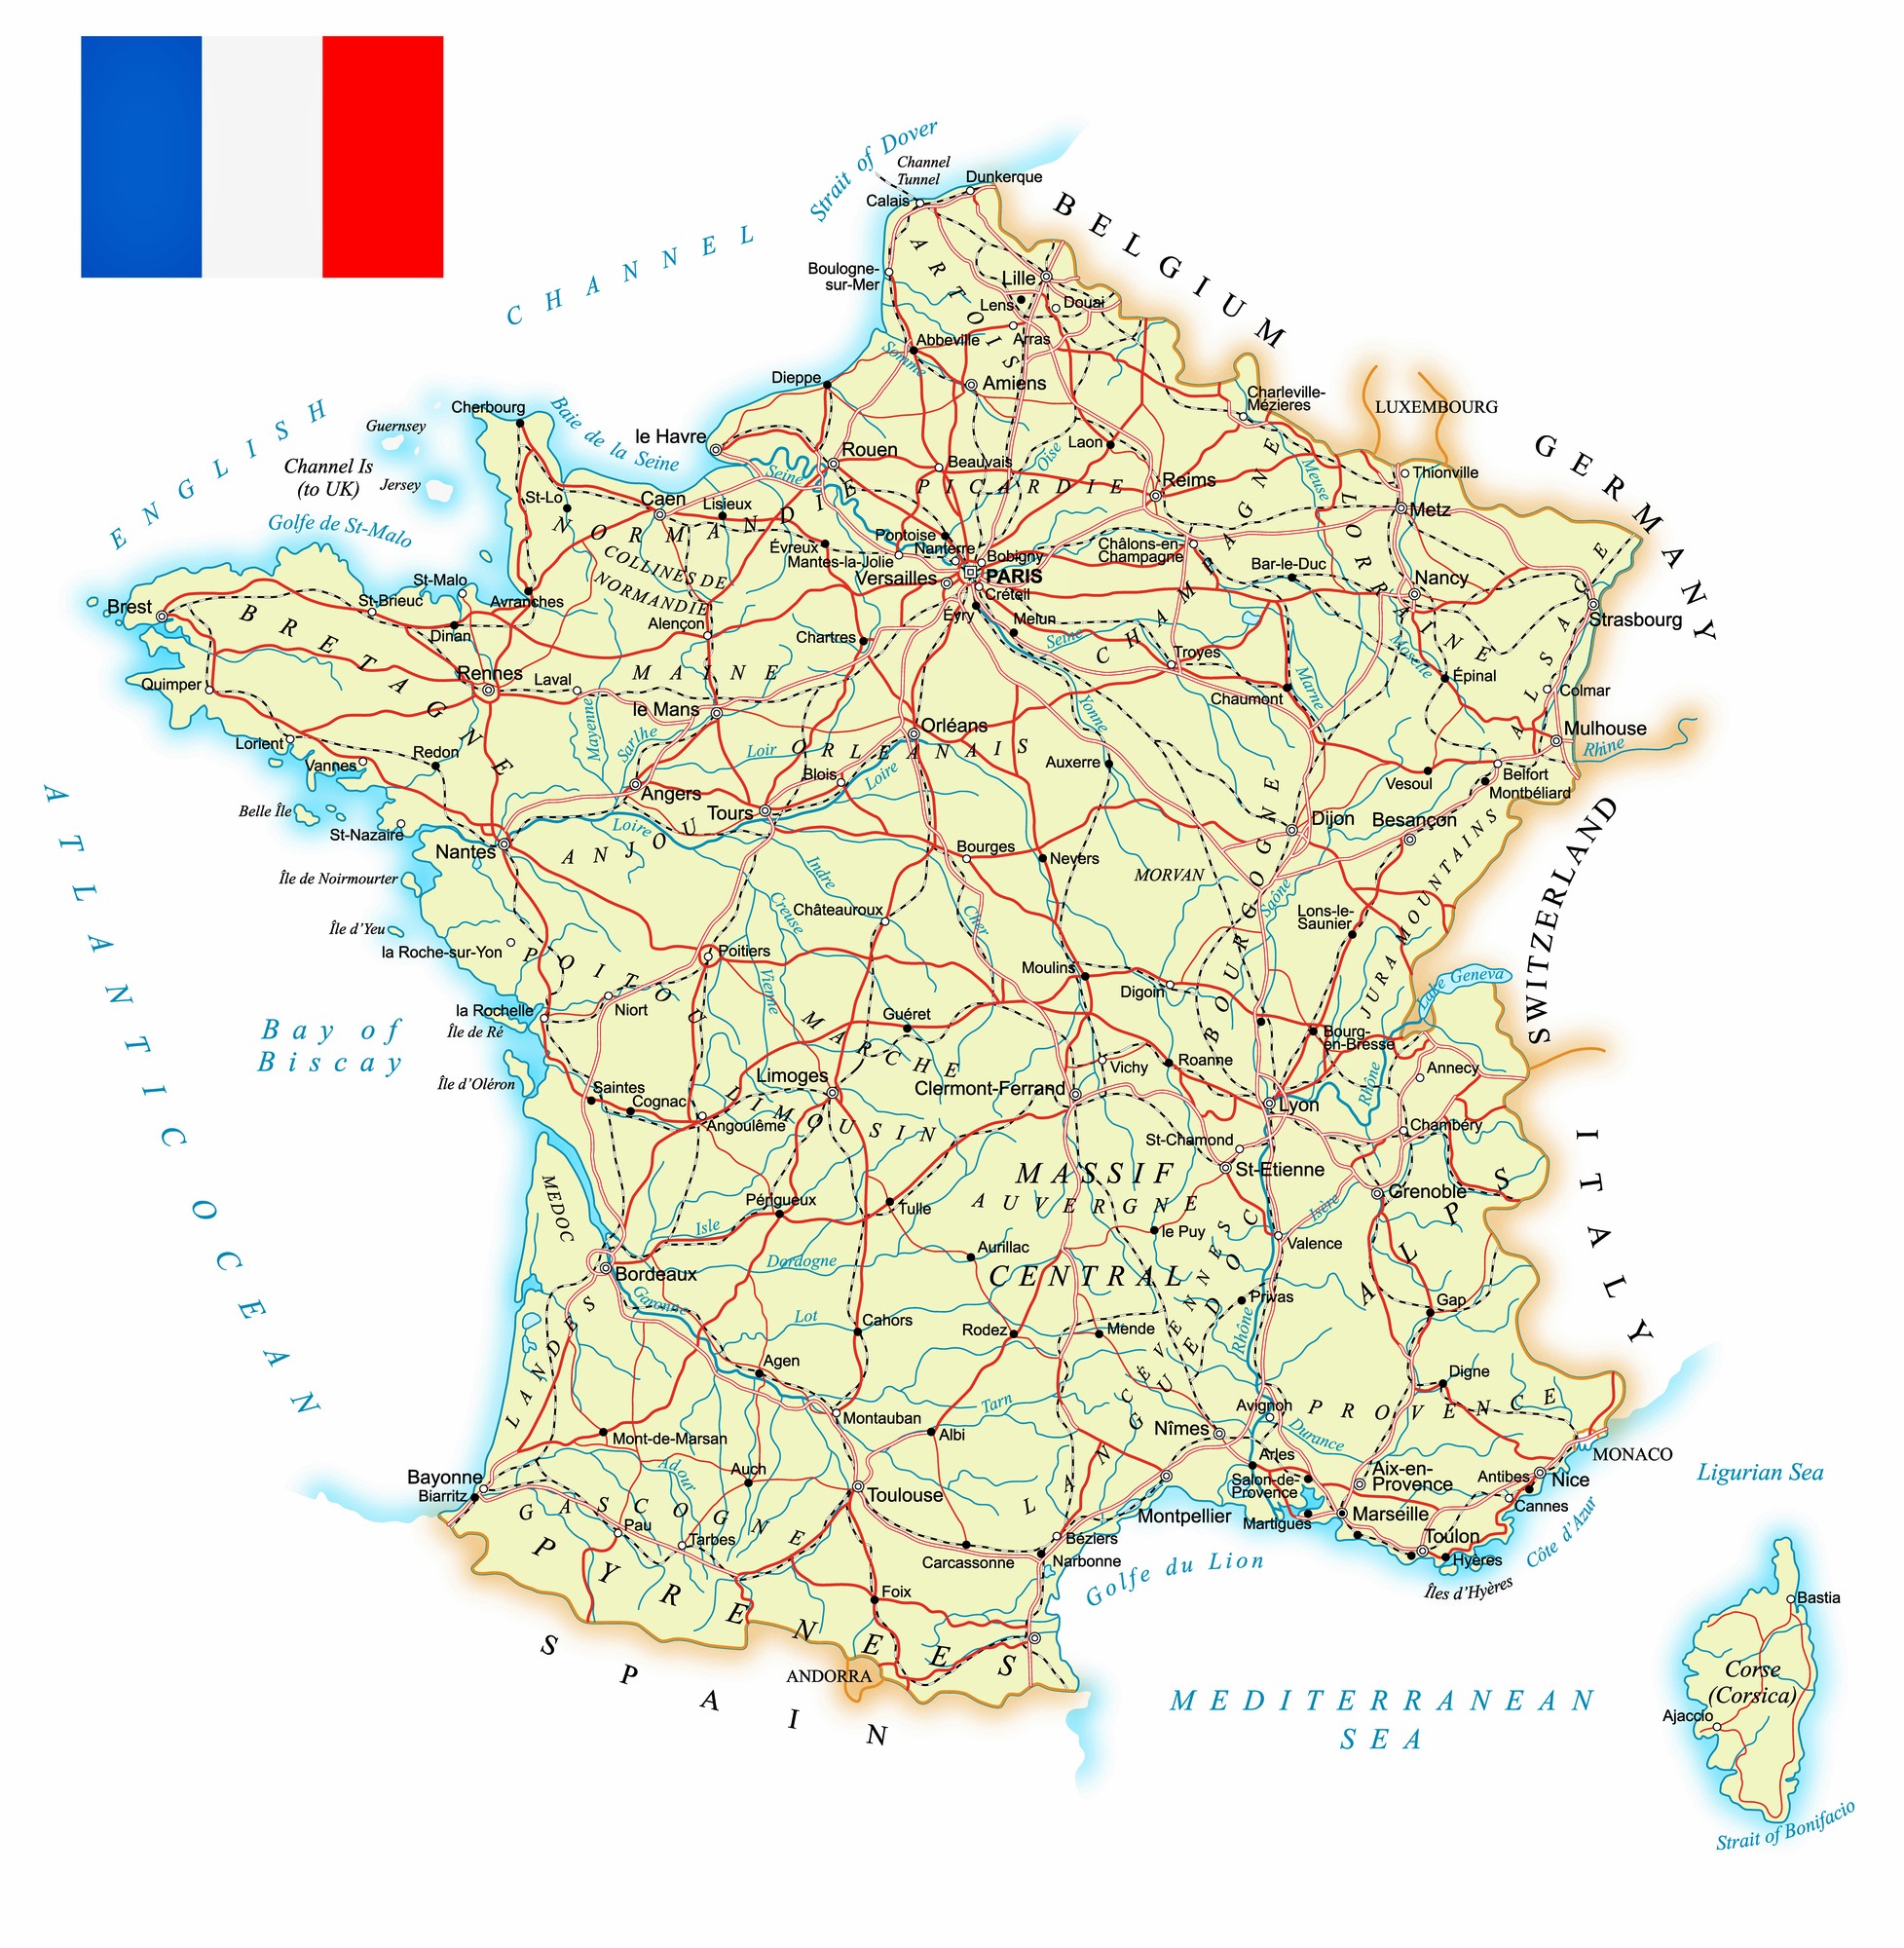 Strait of Dover
Channel
Tunnel
Dunkerque
Calais
BELGIUM
ENGLISH CHANNEL
Boulogne-
sur-Mer
ARTOIS
Lille
Lens
Douai
Arras
Abbeville
Somme
Amiens
Dieppe
Charleville-
Mézieres
LUXEMBOURG
GERMANY
Cherbourg
Baie de la Seine
Guernsey
Channel Is
(to UK)
Jersey
Golfe de St-Malo
le Havre
Rouen
Seine
Beauvais
Oise
Laon
PICARDIE
Reims
Meuse
Thionville
Metz
St-Lo
Caen
Lisieux
NORMANDIE
COLLINES DE
NORMANDIE
Évreux
Mantes-la-Jolie
Pontoise
Nanterre
Bobigny
Versailles
PARIS
Créteil
Évry
Melun
Seine
Châlons-en-
Champagne
CHAMPAGNE
LORRAINE
Bar-le-Duc
Nancy
ALSACE
Strasbourg
Brest
St-Malo
St-Brieuc
Dinan
Avranches
BRETAGNE
Alençon
Chartres
Troyes
Moselle
Épinal
Colmar
Quimper
Rennes
Laval
MAINE
le Mans
Chaumont
Marne
Mulhouse
Rhine
Lorient
Vannes
Redon
Mayenne
Sarlhe
Loir
ORLEANAIS
Orléans
Yonne
Auxerre
Vesoul
Belfort
Montbéliard
Belle Île
St-Nazaire
Angers
Blois
Loire
Tours
Loire
ANJOU
Nantes
Bourges
Nevers
MORVAN
Dijon
Besançon
JURA MOUNTAINS
SWITZERLAND
Île de Noirmourter
Indre
Creuse
Châteauroux
Cher
BOURGOGNE
Saône
Lons-le-
Saunier
Île d'Yeu
la Roche-sur-Yon
POITOU
Poitiers
Vienne
Moulins
Digoin
Lake Geneva
la Rochelle
Île de Ré
Niort
MARCHE
Guéret
Bourg-
en-Bresse
Bay of
Biscay
ATLANTIC OCEAN
Île d'Oléron
Saintes
Cognac
Angoulême
Limoges
LIMOUSIN
Clermont-Ferrand
Vichy
Roanne
Annecy
Rhône
Lyon
Chambéry
ITALY
St-Chamond
St-Etienne
MASSIF
AUVERGNE
Grenoble
ALPS
MEDOC
Périgueux
Isle
Tulle
le Puy
Isère
Valence
Dordogne
Aurillac
CENTRAL
CÉVENNES
LANGUEDOC
Bordeaux
Garonne
Privas
Gap
LANDES
Lot
Cahors
Rodez
Mende
Rhône
Agen
Digne
Tarn
Montauban
Albi
Nîmes
Avignoh
Durance
PROVENCE
MONACO
Mont-de-Marsan
Adour
Auch
Arles
Salon-de-
Provence
Aix-en-
Provence
Antibes
Nice
Cannes
Bayonne
Biarritz
GASCOGNE
Toulouse
Montpellier
Martigues
Marseille
Toulon
Hyères
Côte d'Azur
Ligurian Sea
Pau
Tarbes
Béziers
Carcassonne
Narbonne
Golfe du Lion
Îles d'Hyères
PYRENEES
Foix
SPAIN
ANDORRA
MEDITERRANEAN
SEA
Bastia
Corse
(Corsica)
Ajaccio
Strait of Bonifacio